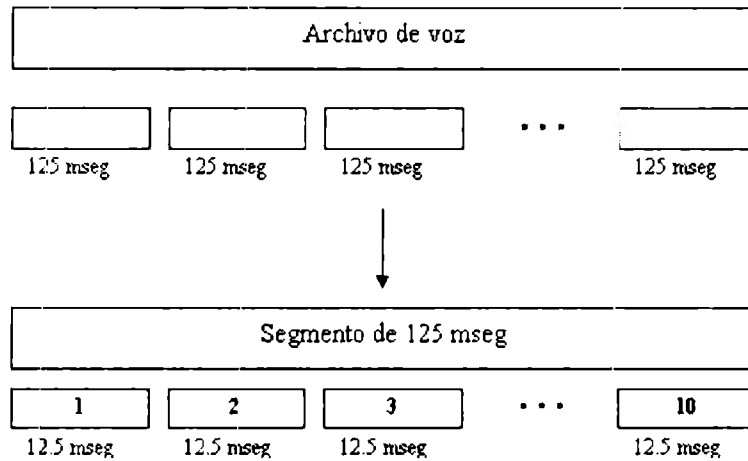 Archivo de voz
125 mseg 125 mseg 125 mseg ... 125 mseg
Segmento de 125 mseg
1 2 3 ... 10
12.5 mseg 12.5 mseg 12.5 mseg 12.5 mseg